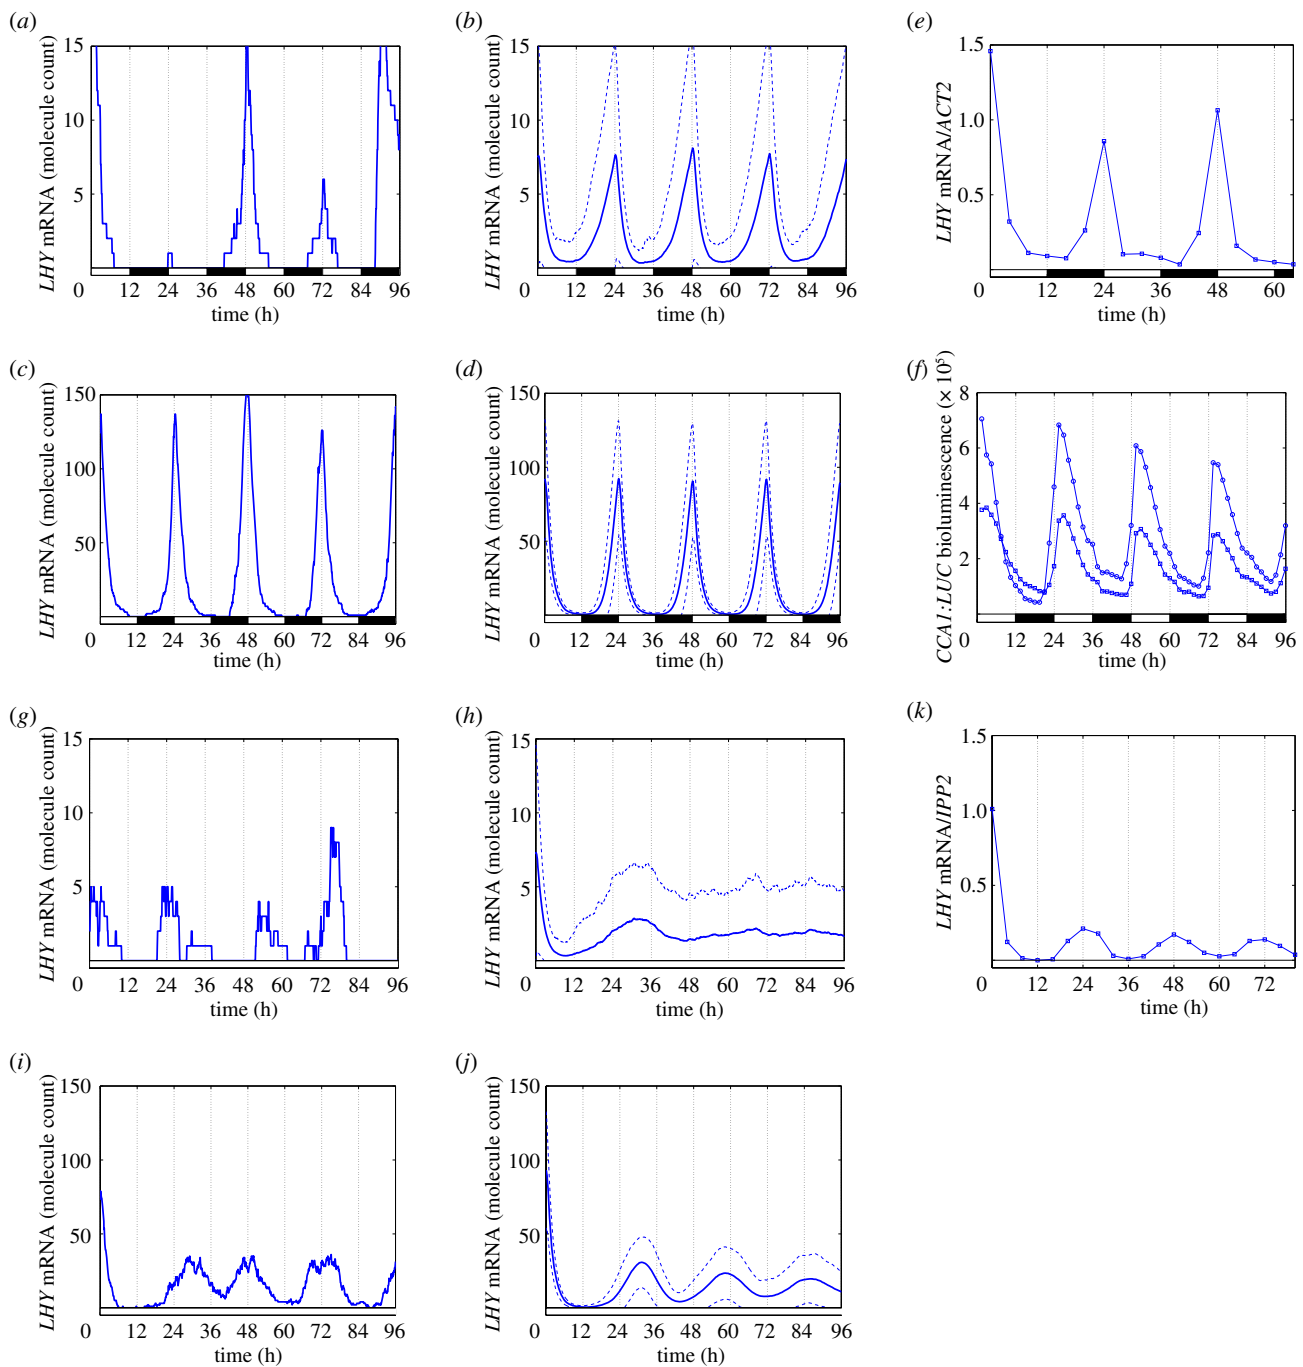 (a)
15
10
5
0
LHY mRNA (molecule count)
0 12 24 36 48 60 72 84 96
time (h)
(b)
15
10
5
0
LHY mRNA (molecule count)
0 12 24 36 48 60 72 84 96
time (h)
(e)
1.5
1.0
0.5
LHY mRNA/ACT2
0 12 24 36 48 60
time (h)
(c)
150
100
50
LHY mRNA (molecule count)
0 12 24 36 48 60 72 84 96
time (h)
(d)
150
100
50
LHY mRNA (molecule count)
0 12 24 36 48 60 72 84 96
time (h)
(f)
8
6
4
2
CCA1:LUC bioluminescence (× 10⁵)
0 12 24 36 48 60 72 84 96
time (h)
(g)
15
10
5
LHY mRNA (molecule count)
0 12 24 36 48 60 72 84 96
time (h)
(h)
15
10
5
LHY mRNA (molecule count)
0 12 24 36 48 60 72 84 96
time (h)
(k)
1.5
1.0
0.5
LHY mRNA/IPP2
0 12 24 36 48 60 72
time (h)
(i)
150
100
50
LHY mRNA (molecule count)
0 12 24 36 48 60 72 84 96
time (h)
(j)
150
100
50
LHY mRNA (molecule count)
0 12 24 36 48 60 72 84 96
time (h)